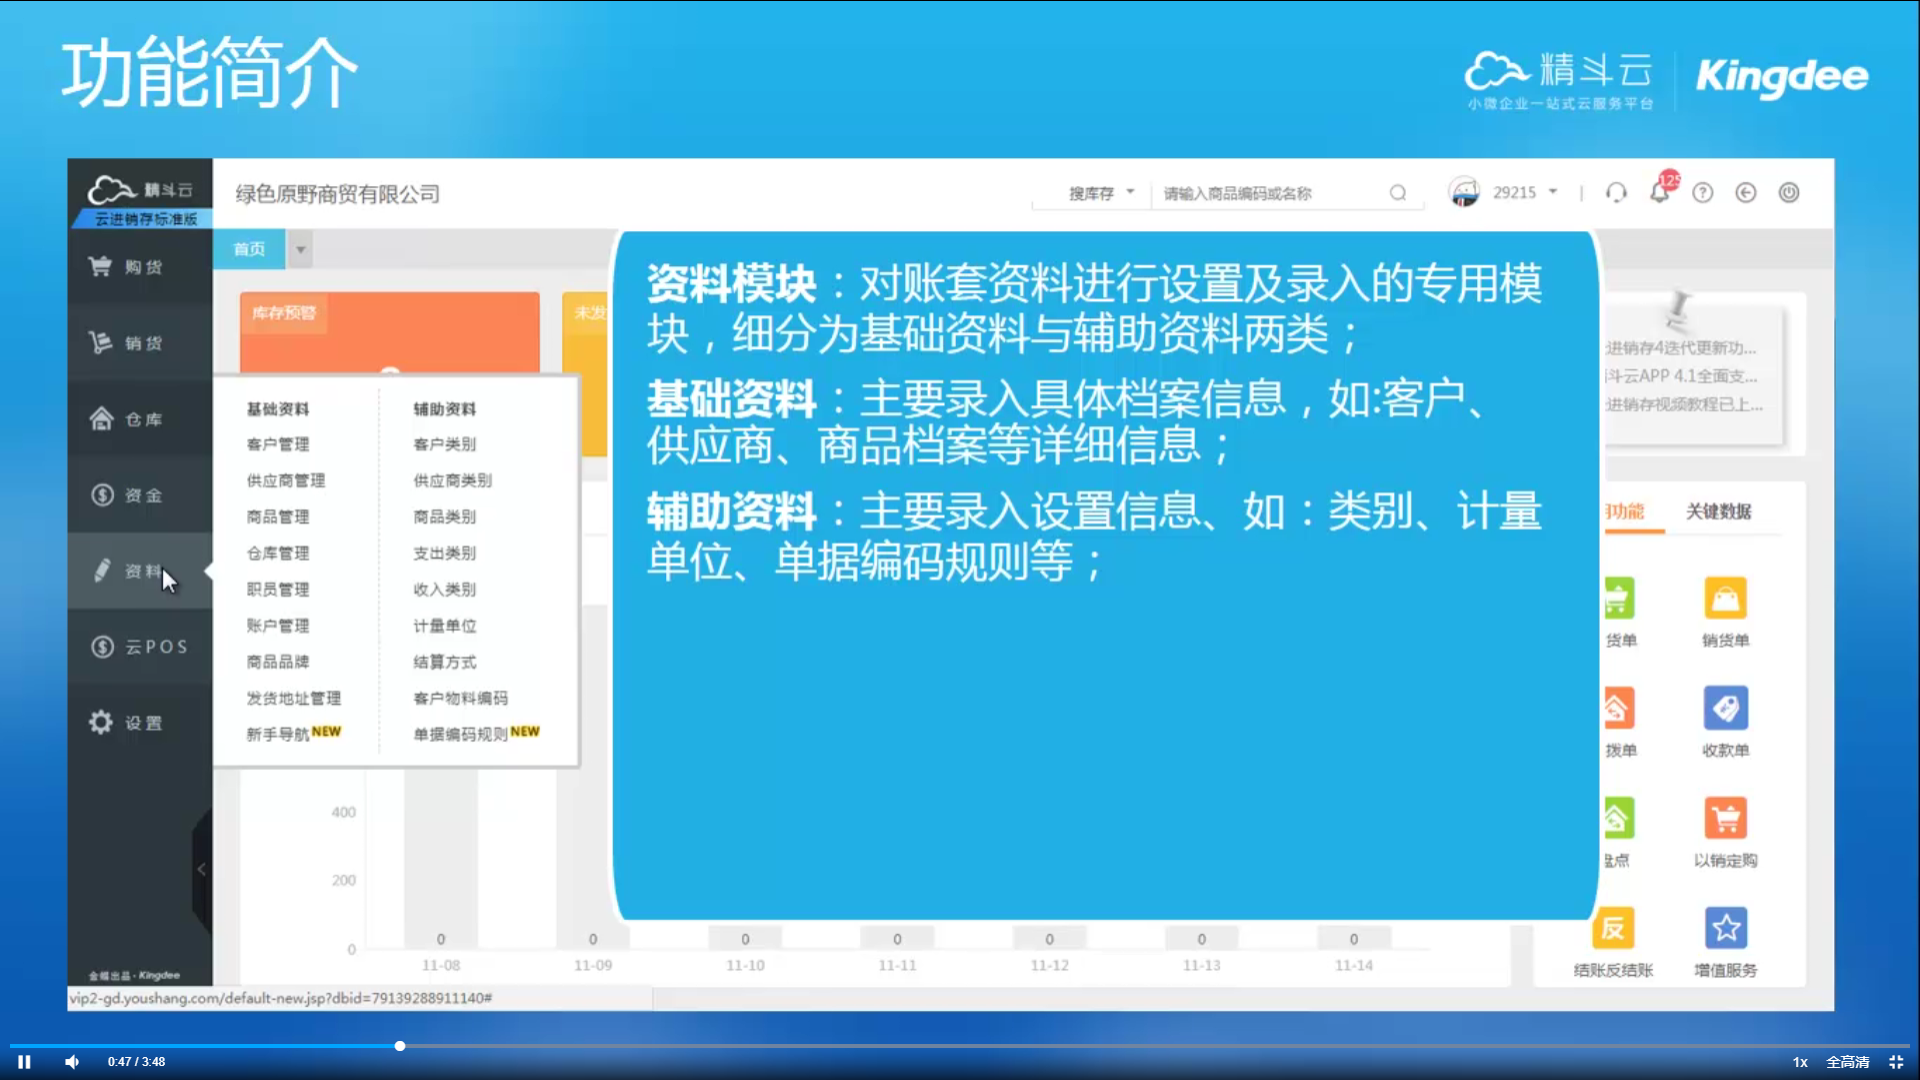 功能简介
精斗云
小微企业一站式云服务平台
Kingdee
精斗云
云进销存标准版
绿色原野商贸有限公司
搜库存
请输入商品编码或名称
29215
125
首页
购货
销货
仓库
资金
资料
云POS
设置
金蝶出品·Kingdee
库存预警
未发
基础资料
客户管理
供应商管理
商品管理
仓库管理
职员管理
账户管理
商品品牌
发货地址管理
新手导航NEW
辅助资料
客户类别
供应商类别
商品类别
支出类别
收入类别
计量单位
结算方式
客户物料编码
单据编码规则NEW
资料模块：对账套资料进行设置及录入的专用模
块，细分为基础资料与辅助资料两类；
基础资料：主要录入具体档案信息，如:客户、
供应商、商品档案等详细信息；
辅助资料：主要录入设置信息、如：类别、计量
单位、单据编码规则等；
进销存4迭代更新功...
斗云APP 4.1全面支...
进销存视频教程已上...
功能
关键数据
货单
销货单
拨单
收款单
盘点
以销定购
反
结账反结账
增值服务
400
200
0
0 0 0 0 0 0 0
11-08 11-09 11-10 11-11 11-12 11-13 11-14
vip2-gd.youshang.com/default-new.jsp?dbid=79139288911140#
0:47 / 3:48
1x
全高清